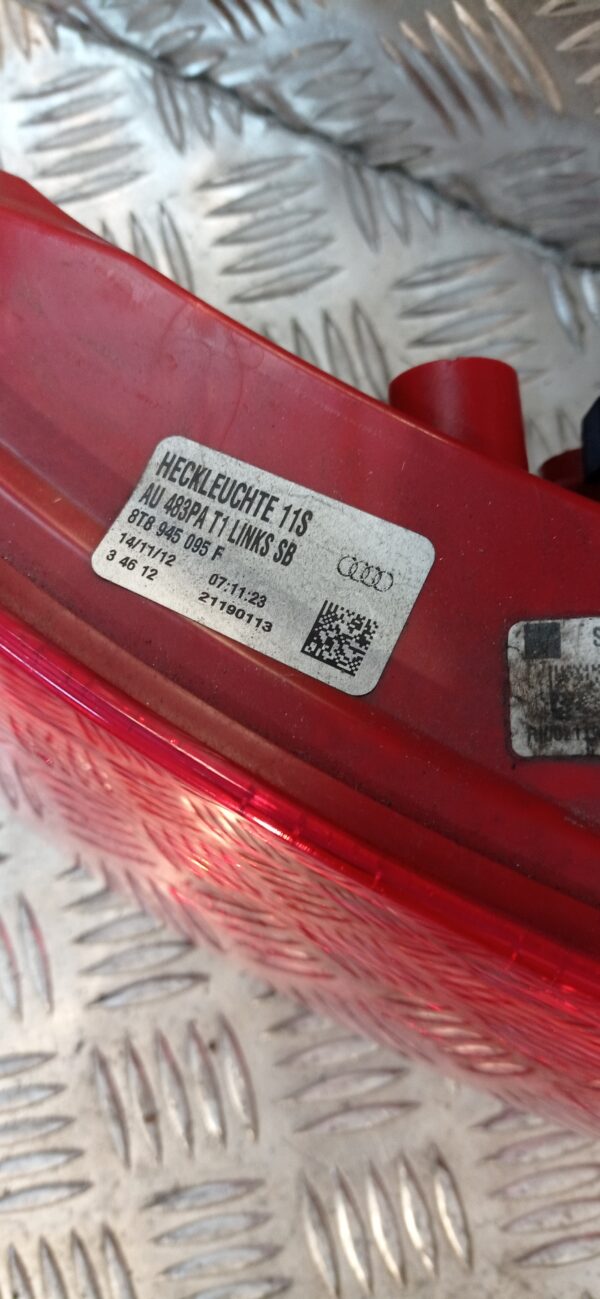 HECKLEUCHTE 11S
AU 483PA T1 LINKS SB
8T8 945 095 F
14/11/12 07:11:23
3 46 12 21190113
S